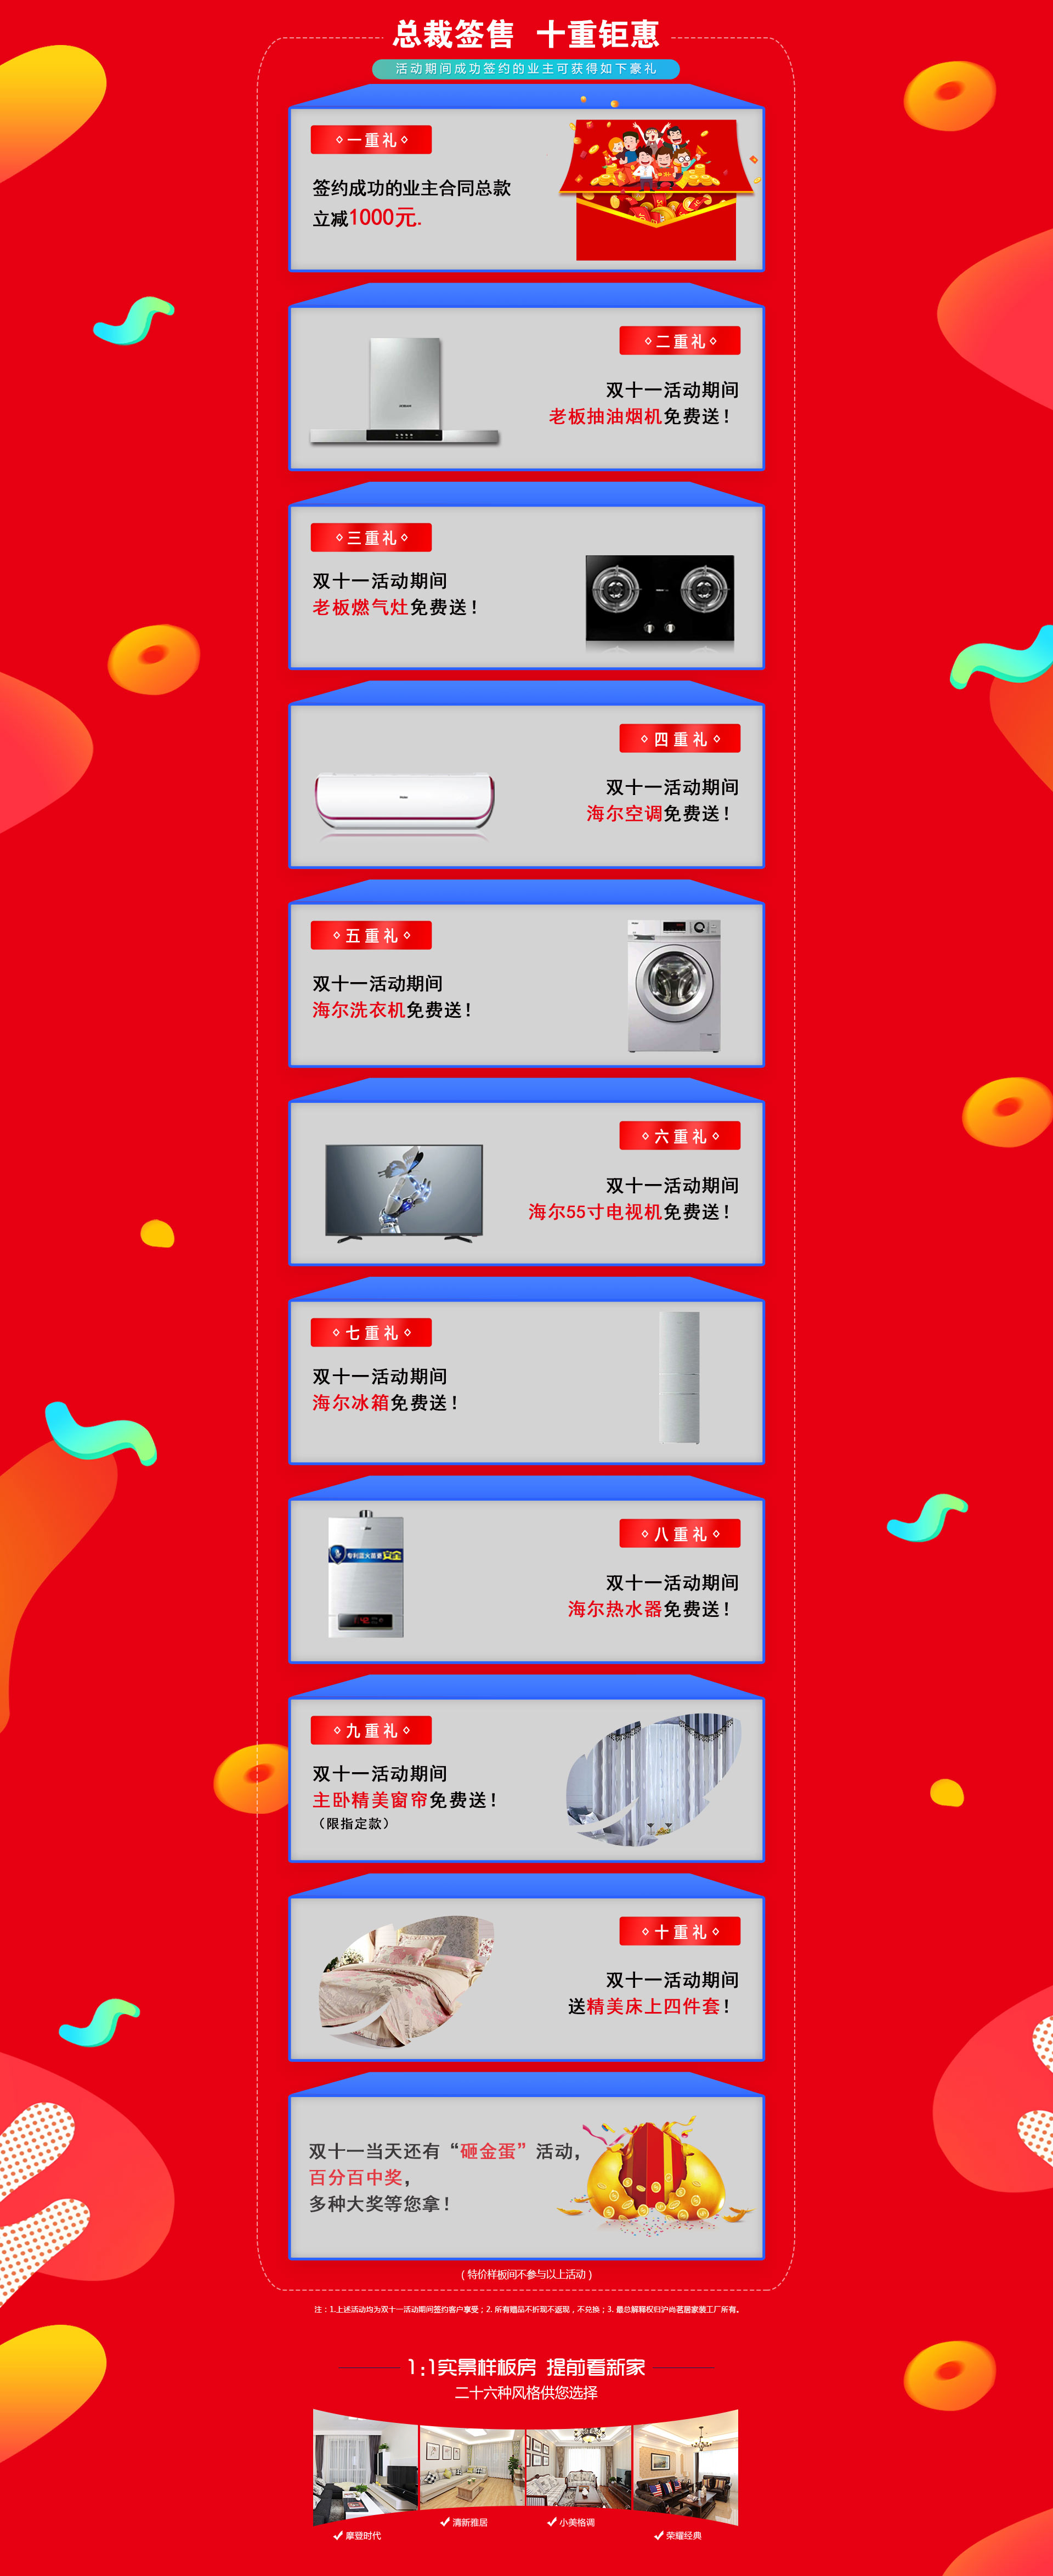 总裁签售 十重钜惠
活动期间成功签约的业主可获得如下豪礼
一重礼
签约成功的业主合同总款
立减1000元.
二重礼
双十一活动期间
老板抽油烟机免费送！
三重礼
双十一活动期间
老板燃气灶免费送！
四重礼
双十一活动期间
海尔空调免费送！
五重礼
双十一活动期间
海尔洗衣机免费送！
六重礼
双十一活动期间
海尔55寸电视机免费送！
七重礼
双十一活动期间
海尔冰箱免费送！
八重礼
双十一活动期间
海尔热水器免费送！
九重礼
双十一活动期间
主卧精美窗帘免费送！
（限指定款）
十重礼
双十一活动期间
送精美床上四件套！
双十一当天还有“砸金蛋”活动，
百分百中奖，
多种大奖等您拿！
（特价样板间不参与以上活动）
注：1.上述活动均为双十一活动期间签约客户享受；2. 所有赠品不折现不返现，不兑换；3. 最总解释权归沪尚茗居家装工厂所有。
1:1实景样板房 提前看新家
二十六种风格供您选择
清新雅居
小美格调
摩登时代
荣耀经典